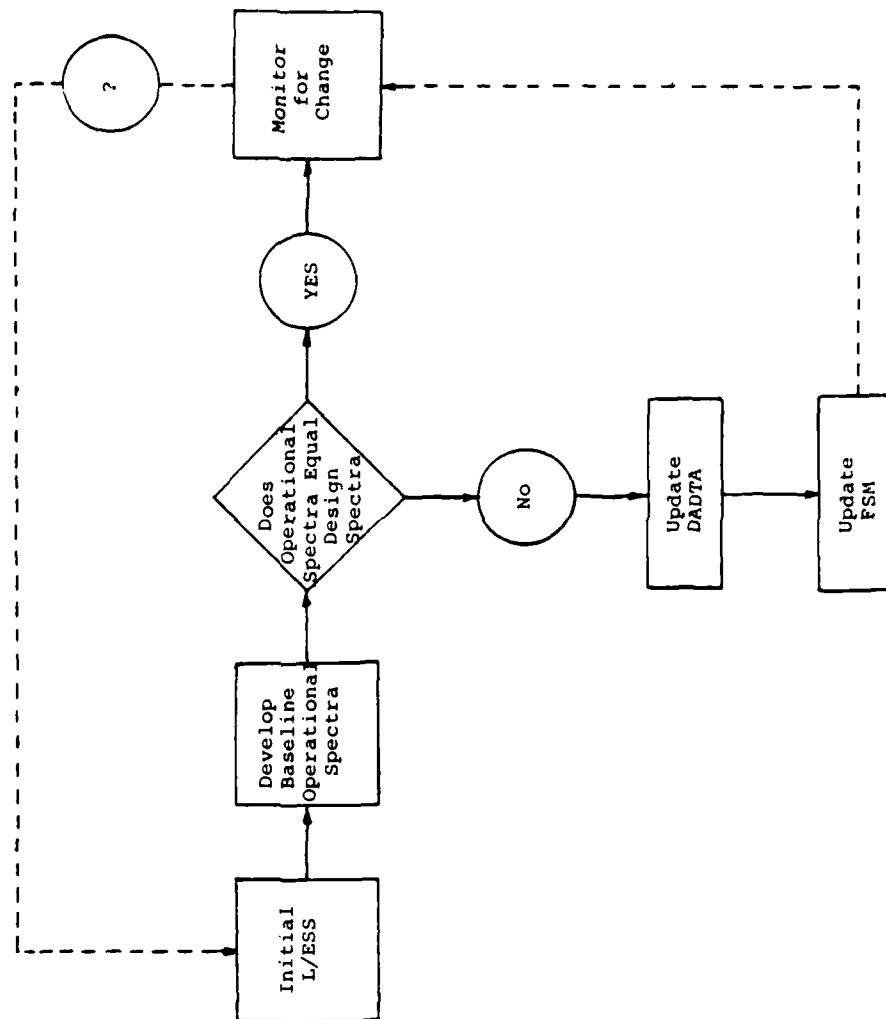 Initial
L/ESS
Develop
Baseline
Operational
Spectra
Does
Operational
Spectra Equal
Design
Spectra
YES
Monitor
for
Change
?
No
Update
DADTA
Update
FSM